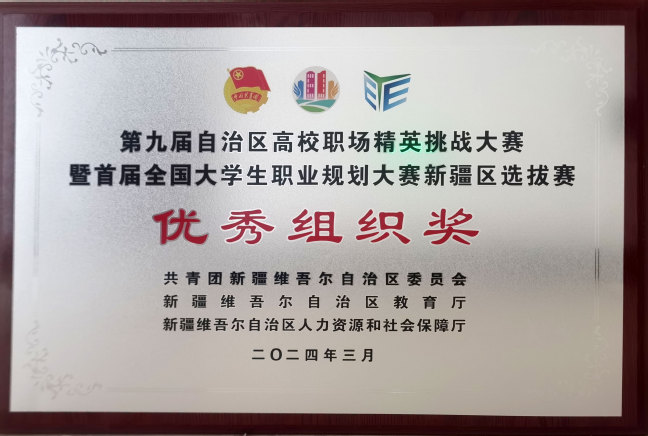 第九届自治区高校职场精英挑战大赛
暨首届全国大学生职业规划大赛新疆区选拔赛
优秀组织奖
共青团新疆维吾尔自治区委员会
新疆维吾尔自治区教育厅
新疆维吾尔自治区人力资源和社会保障厅
二〇二四年三月